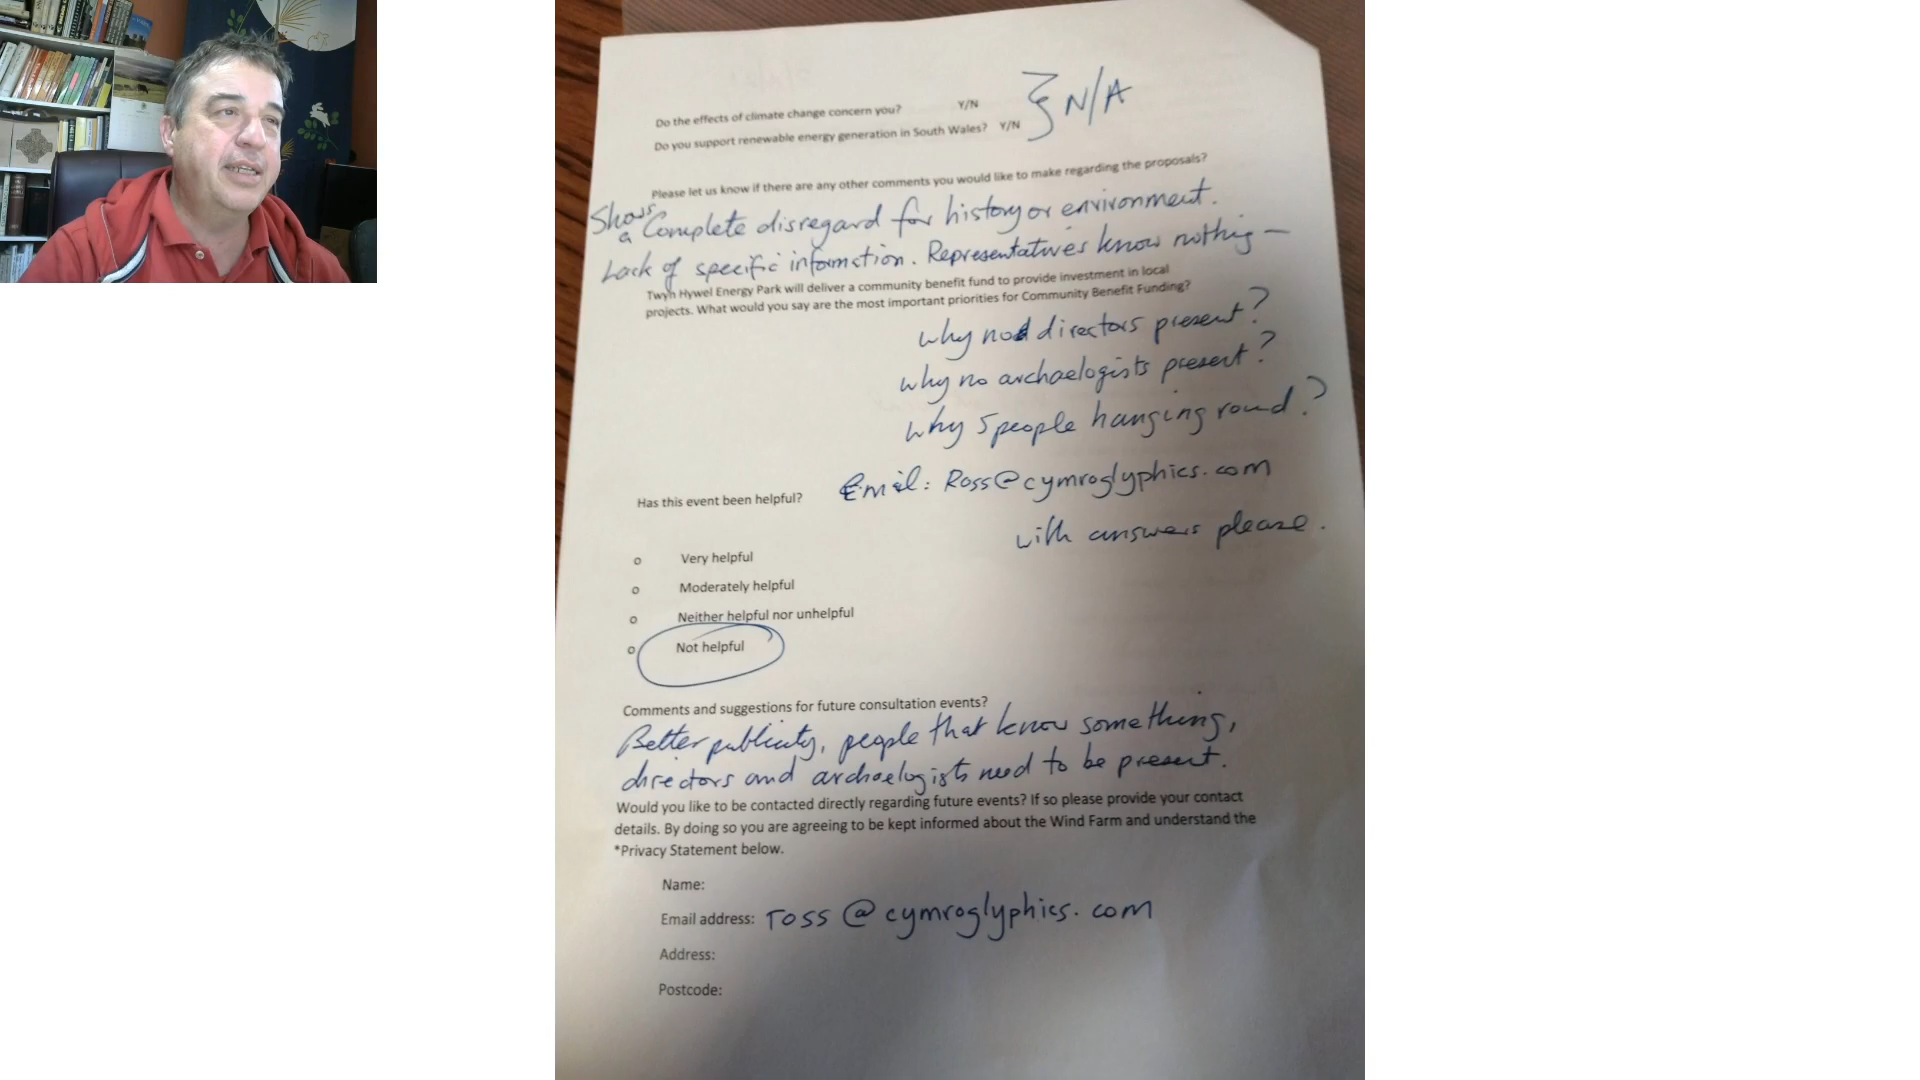 Do the effects of climate change concern you? Y/N
Do you support renewable energy generation in South Wales? Y/N
} N/A
Please let us know if there are any other comments you would like to make regarding the proposals?
Shows a Complete disregard for history or environment.
Lack of specific information. Representatives know nothing —
Twyn Hywel Energy Park will deliver a community benefit fund to provide investment in local
projects. What would you say are the most important priorities for Community Benefit Funding?
why no directors present?
why no archaelogists present?
why 5 people hanging round?
Email: Ross@cymroglyphics.com
with answers please.
Has this event been helpful?
o Very helpful
o Moderately helpful
o Neither helpful nor unhelpful
o Not helpful
Comments and suggestions for future consultation events?
Better publicity, people that know something,
directors and archaelogists need to be present.
Would you like to be contacted directly regarding future events? If so please provide your contact
details. By doing so you are agreeing to be kept informed about the Wind Farm and understand the
*Privacy Statement below.
Name:
Email address: ross@cymroglyphics.com
Address:
Postcode: